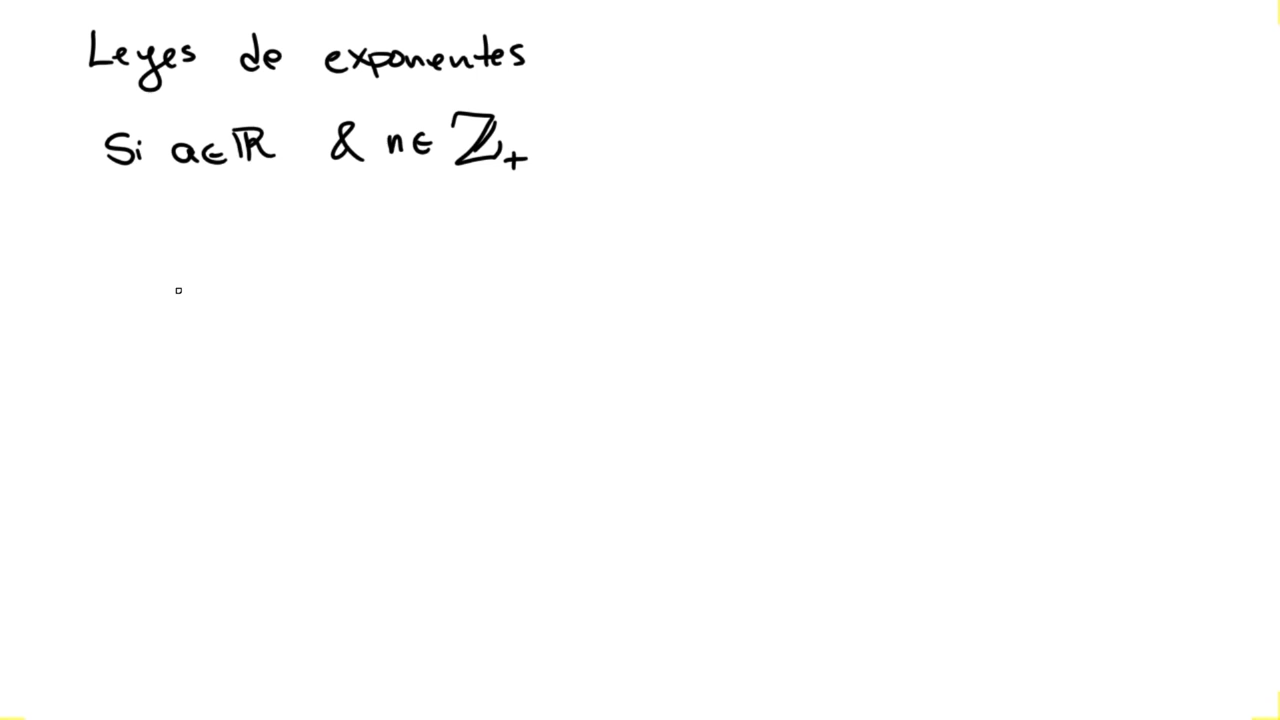 Leyes de exponentes
Si a∈ℝ & n∈ ℤ₊